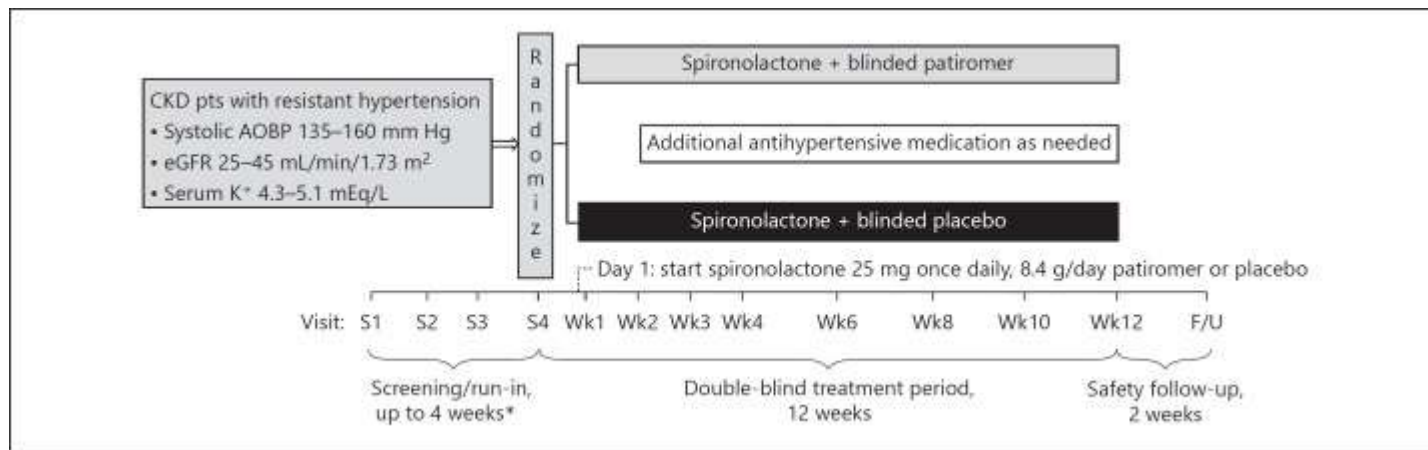 CKD pts with resistant hypertension
• Systolic AOBP 135–160 mm Hg
• eGFR 25–45 mL/min/1.73 m²
• Serum K⁺ 4.3–5.1 mEq/L
Randomize
Spironolactone + blinded patiromer
Additional antihypertensive medication as needed
Spironolactone + blinded placebo
Day 1: start spironolactone 25 mg once daily, 8.4 g/day patiromer or placebo
Visit: S1 S2 S3 S4 Wk1 Wk2 Wk3 Wk4 Wk6 Wk8 Wk10 Wk12 F/U
Screening/run-in,
up to 4 weeks*
Double-blind treatment period,
12 weeks
Safety follow-up,
2 weeks